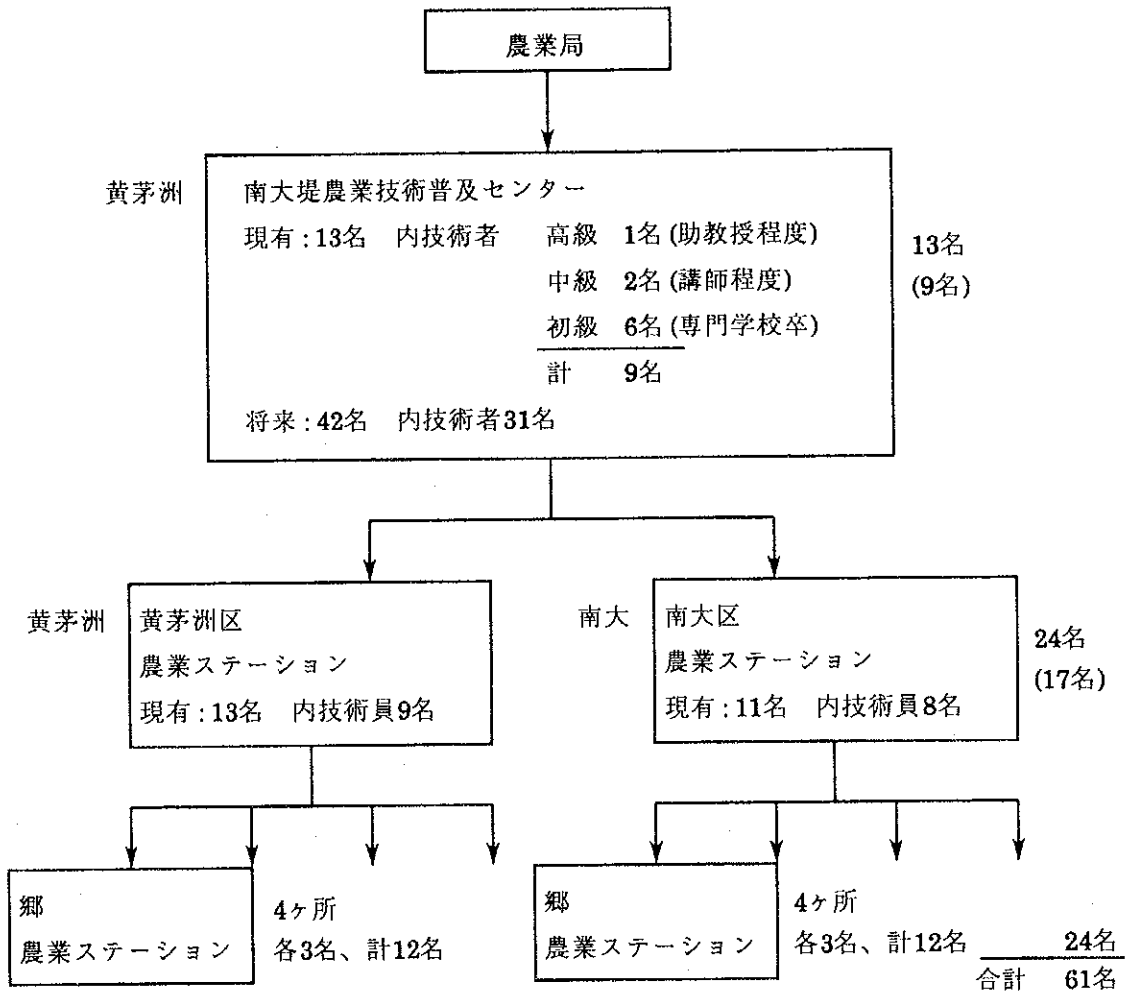 農業局
黄茅洲
南大堤農業技術普及センター
現有：13名　内技術者　高級　1名 (助教授程度)
中級　2名 (講師程度)
初級　6名 (専門学校卒)
計　9名
将来：42名　内技術者31名
13名
(9名)
黄茅洲
黄茅洲区
農業ステーション
現有：13名　内技術員9名
南大
南大区
農業ステーション
現有：11名　内技術員8名
24名
(17名)
郷
農業ステーション
4ヶ所
各3名、計12名
郷
農業ステーション
4ヶ所
各3名、計12名
24名
合計　61名